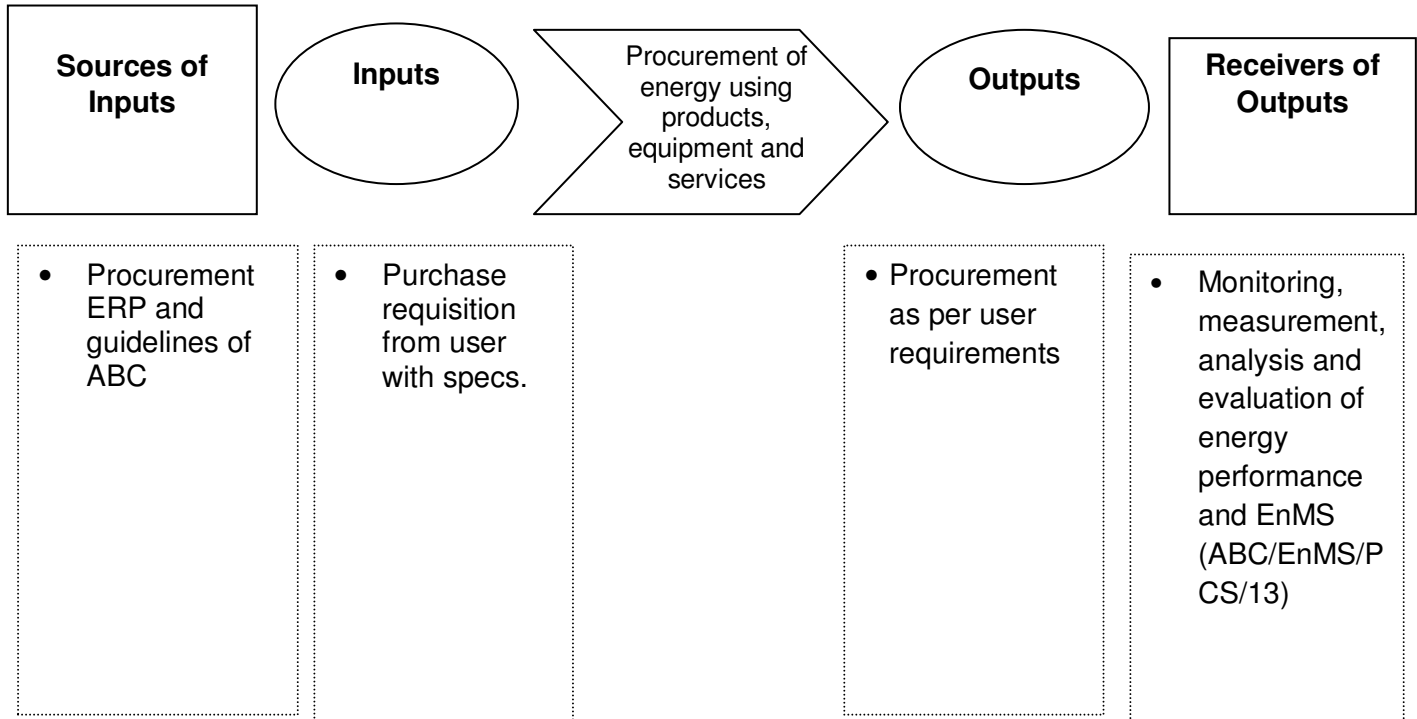 Sources of
Inputs
Inputs
Procurement of
energy using
products,
equipment and
services
Outputs
Receivers of
Outputs
• Procurement
ERP and
guidelines of
ABC
• Purchase
requisition
from user
with specs.
• Procurement
as per user
requirements
• Monitoring,
measurement,
analysis and
evaluation of
energy
performance
and EnMS
(ABC/EnMS/P
CS/13)